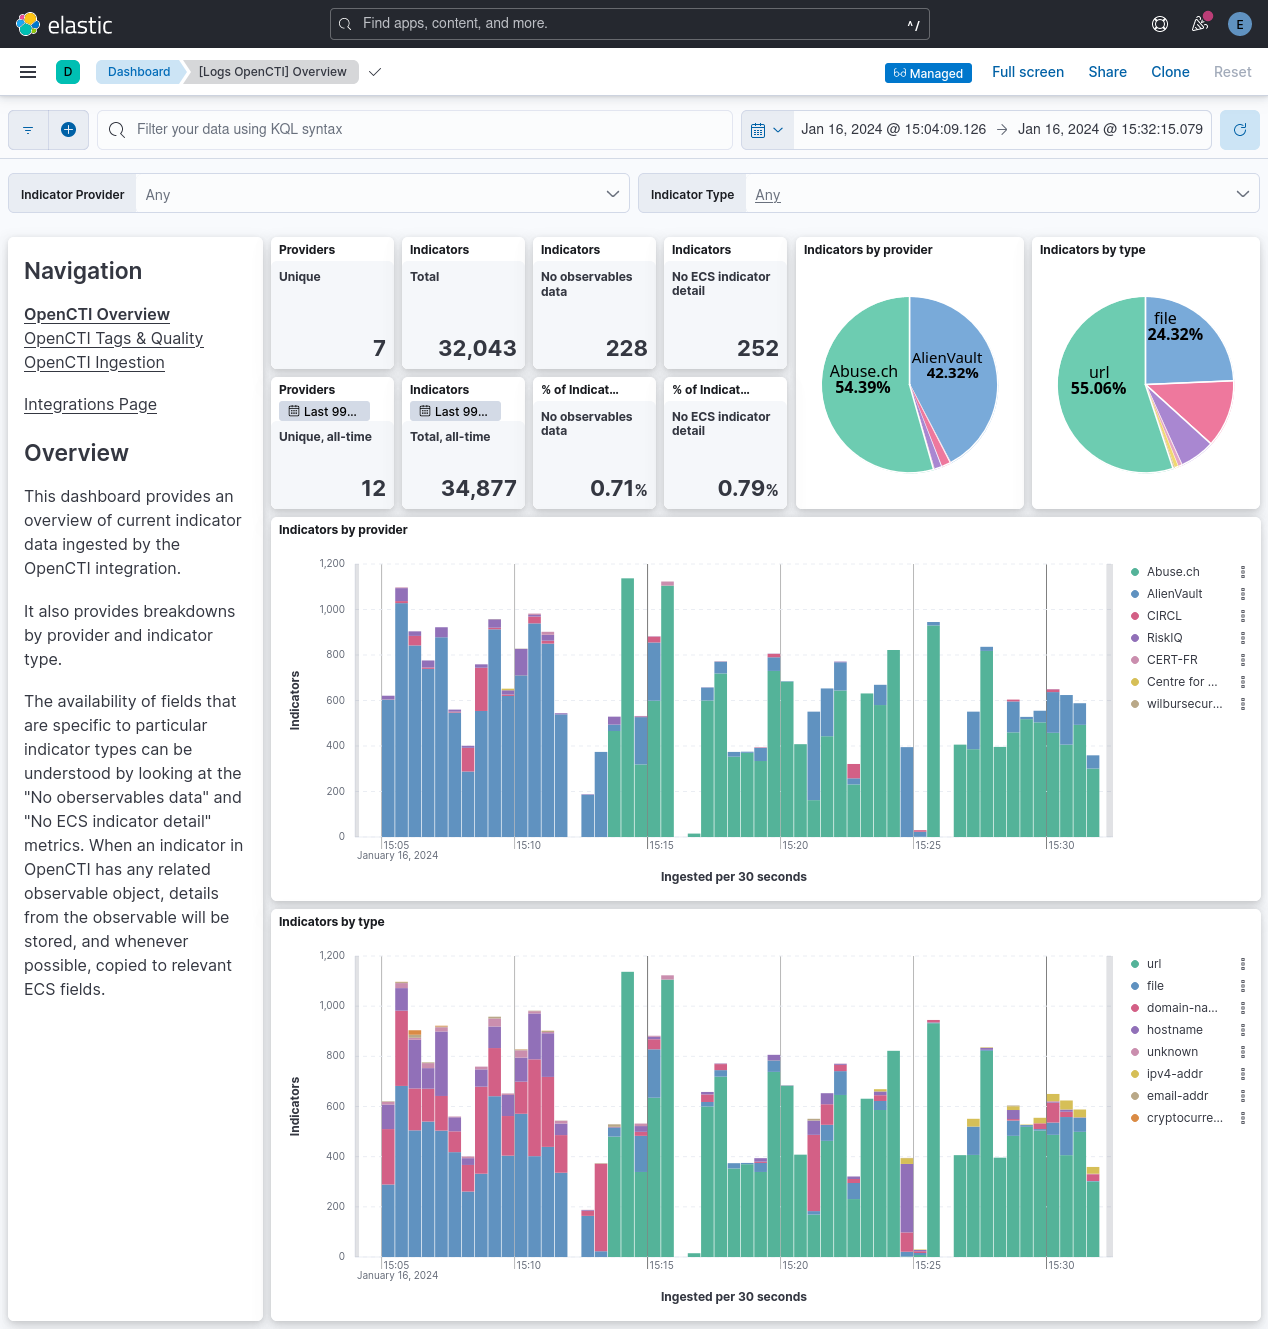 elastic
Find apps, content, and more.
^/
E
D
Dashboard
[Logs OpenCTI] Overview
Managed
Full screen
Share
Clone
Reset
Filter your data using KQL syntax
Jan 16, 2024 @ 15:04:09.126 → Jan 16, 2024 @ 15:32:15.079
Indicator Provider
Any
Indicator Type
Any
Navigation
OpenCTI Overview
OpenCTI Tags & Quality
OpenCTI Ingestion
Integrations Page
Overview
This dashboard provides an
overview of current indicator
data ingested by the
OpenCTI integration.
It also provides breakdowns
by provider and indicator
type.
The availability of fields that
are specific to particular
indicator types can be
understood by looking at the
"No oberservables data" and
"No ECS indicator detail"
metrics. When an indicator in
OpenCTI has any related
observable object, details
from the observable will be
stored, and whenever
possible, copied to relevant
ECS fields.
Providers
Unique
7
Indicators
Total
32,043
Indicators
No observables
data
228
Indicators
No ECS indicator
detail
252
Providers
Last 99...
Unique, all-time
12
Indicators
Last 99...
Total, all-time
34,877
% of Indicat...
No observables
data
0.71%
% of Indicat...
No ECS indicator
detail
0.79%
Indicators by provider
AlienVault
42.32%
Abuse.ch
54.39%
Indicators by type
file
24.32%
url
55.06%
Indicators by provider
Indicators
1,200
1,000
800
600
400
200
0
15:05
15:10
15:15
15:20
15:25
15:30
January 16, 2024
Ingested per 30 seconds
Abuse.ch
AlienVault
CIRCL
RiskIQ
CERT-FR
Centre for ...
wilbursecur...
Indicators by type
Indicators
1,200
1,000
800
600
400
200
0
15:05
15:10
15:15
15:20
15:25
15:30
January 16, 2024
Ingested per 30 seconds
url
file
domain-na...
hostname
unknown
ipv4-addr
email-addr
cryptocurre...